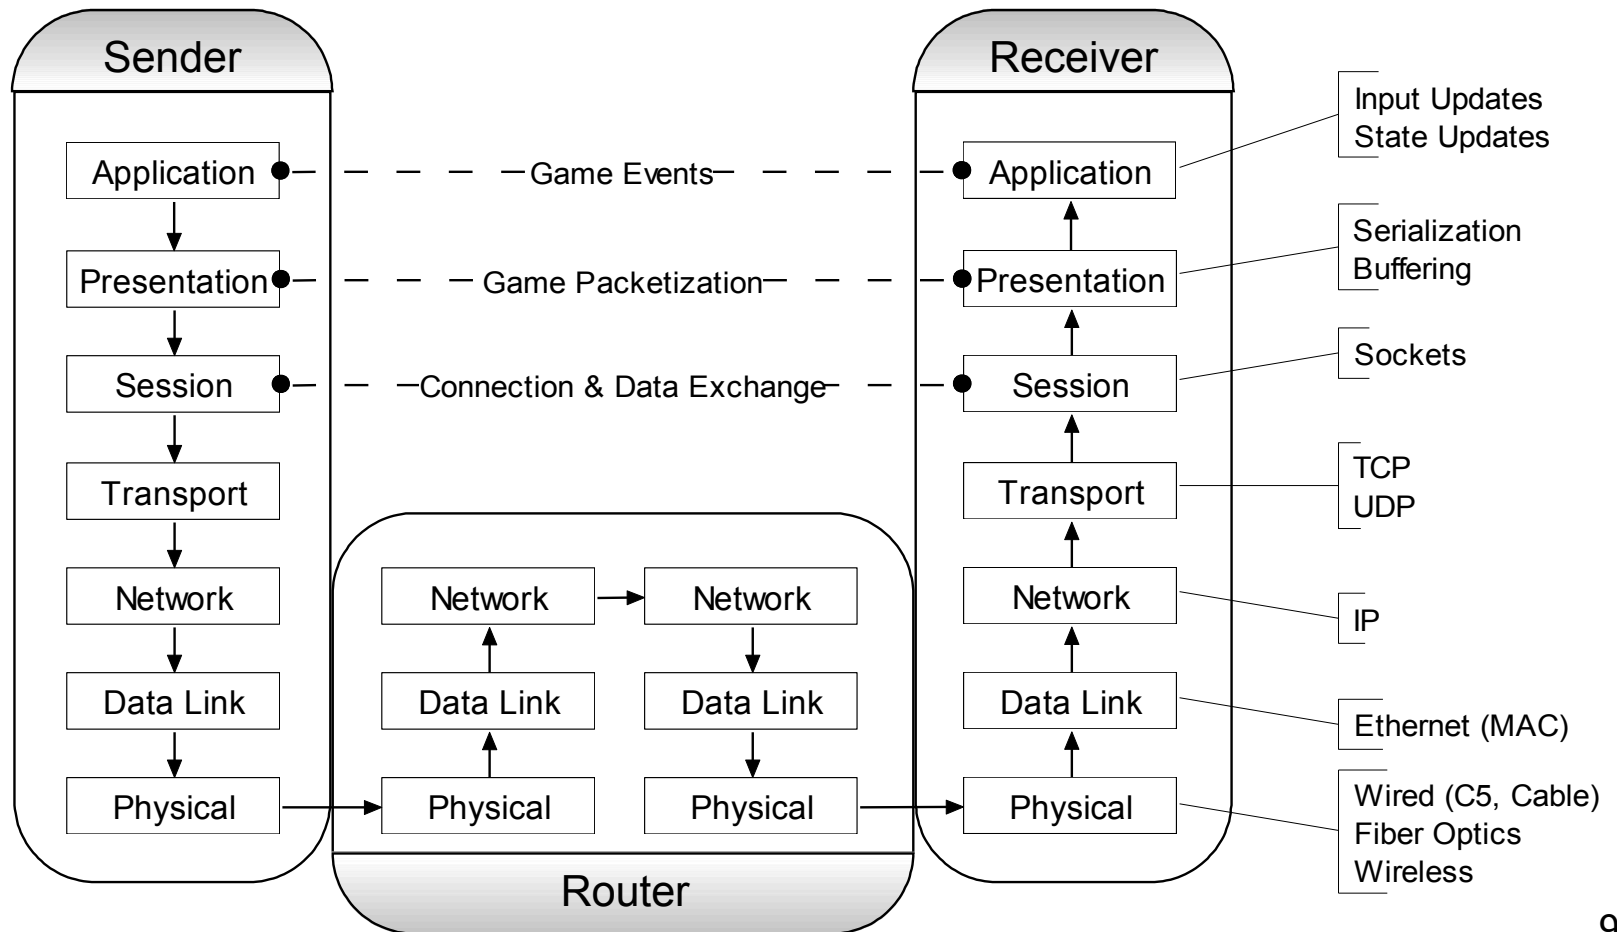 Sender
Application
Presentation
Session
Transport
Network
Data Link
Physical
Game Events
Game Packetization
Connection & Data Exchange
Network
Data Link
Physical
Network
Data Link
Physical
Router
Receiver
Application
Presentation
Session
Transport
Network
Data Link
Physical
Input Updates
State Updates
Serialization
Buffering
Sockets
TCP
UDP
IP
Ethernet (MAC)
Wired (C5, Cable)
Fiber Optics
Wireless